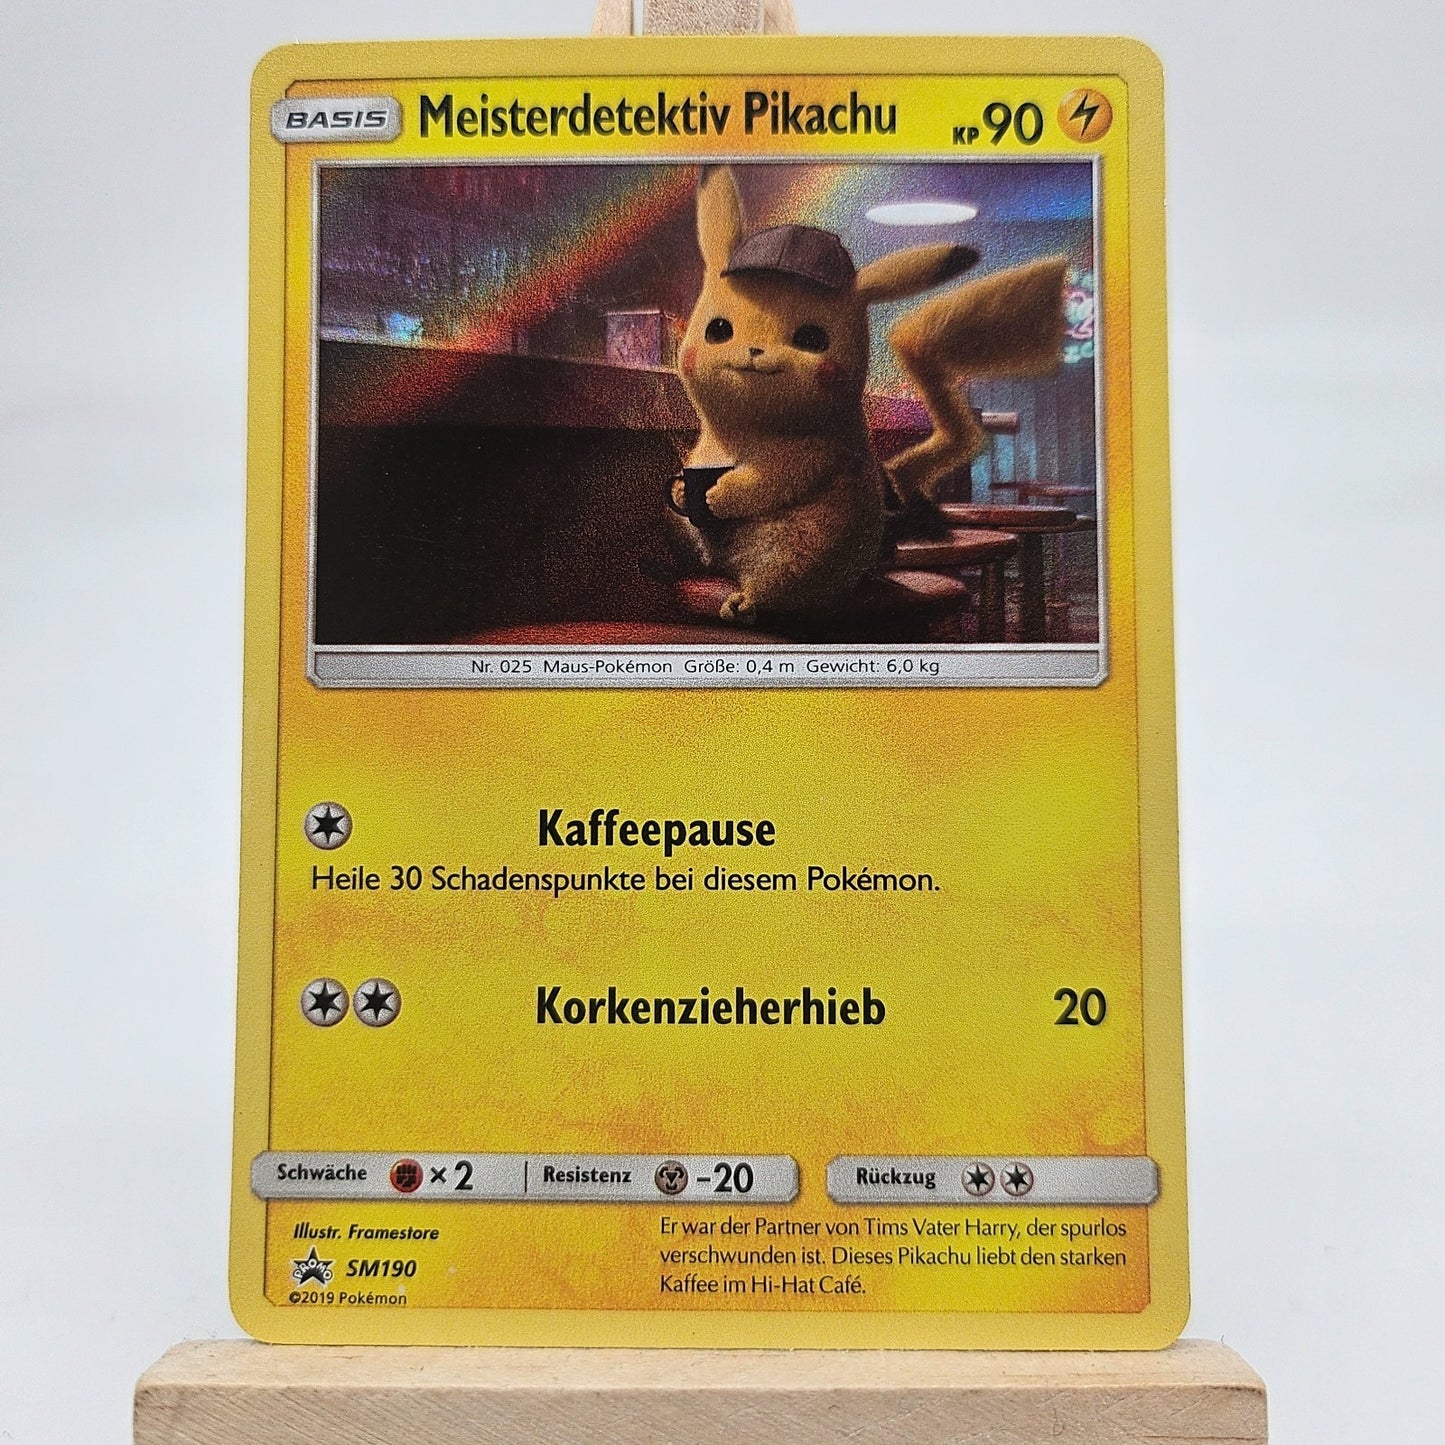 BASIS Meisterdetektiv Pikachu KP 90
Nr. 025 Maus-Pokémon Größe: 0,4 m Gewicht: 6,0 kg
Kaffeepause
Heile 30 Schadenspunkte bei diesem Pokémon.
Korkenzieherhieb 20
Schwäche ×2 Resistenz -20 Rückzug
Illustr. Framestore
PROMO SM190
©2019 Pokémon
Er war der Partner von Tims Vater Harry, der spurlos
verschwunden ist. Dieses Pikachu liebt den starken
Kaffee im Hi-Hat Café.